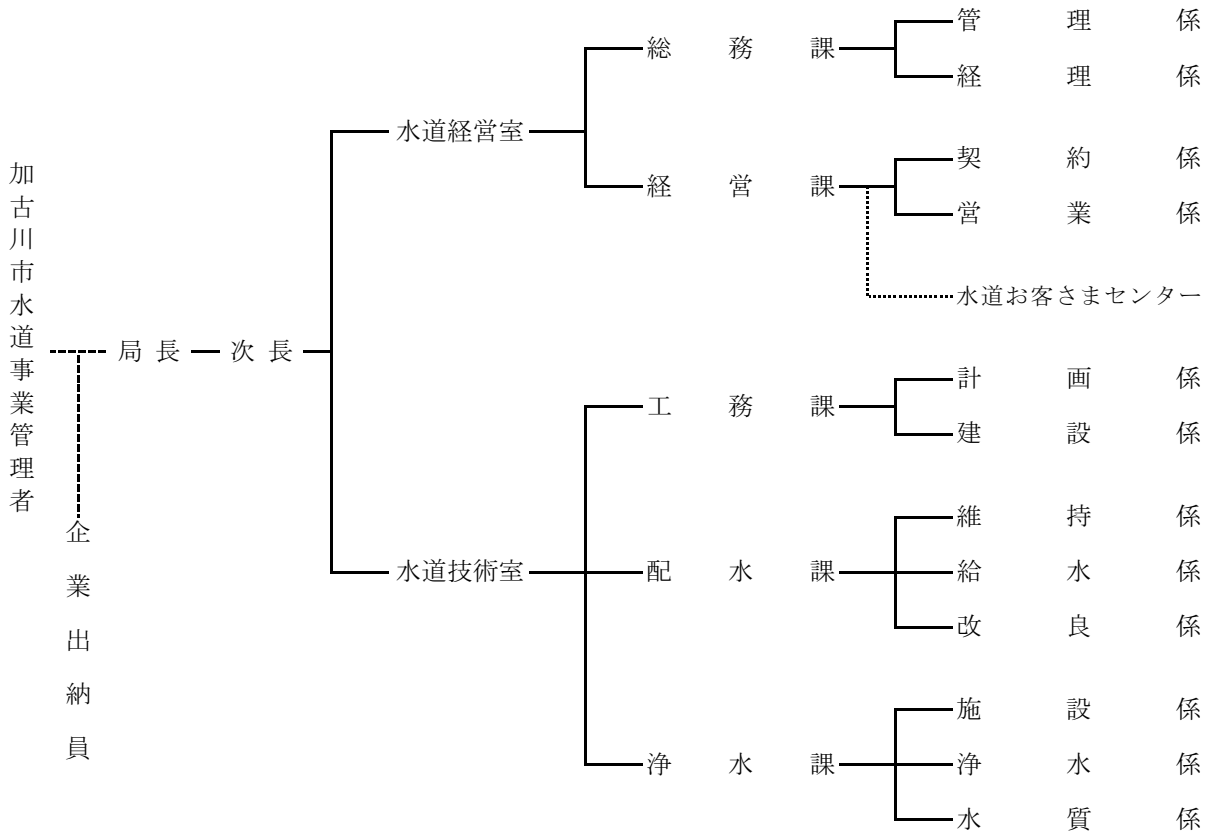 加古川市水道事業管理者
企業出納員
局長
次長
水道経営室
総務課
管理係
経理係
経営課
契約係
営業係
水道お客さまセンター
水道技術室
工務課
計画係
建設係
配水課
維持係
給水係
改良係
浄水課
施設係
浄水係
水質係